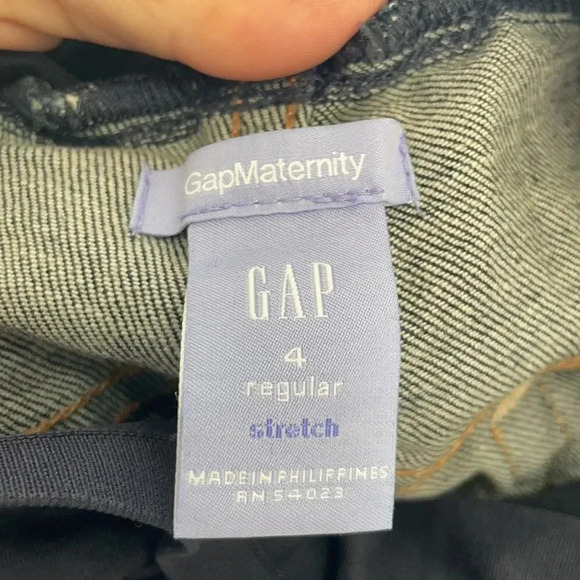 GapMaternity
GAP
4
regular
stretch
MADE IN PHILIPPINES
RN 54023